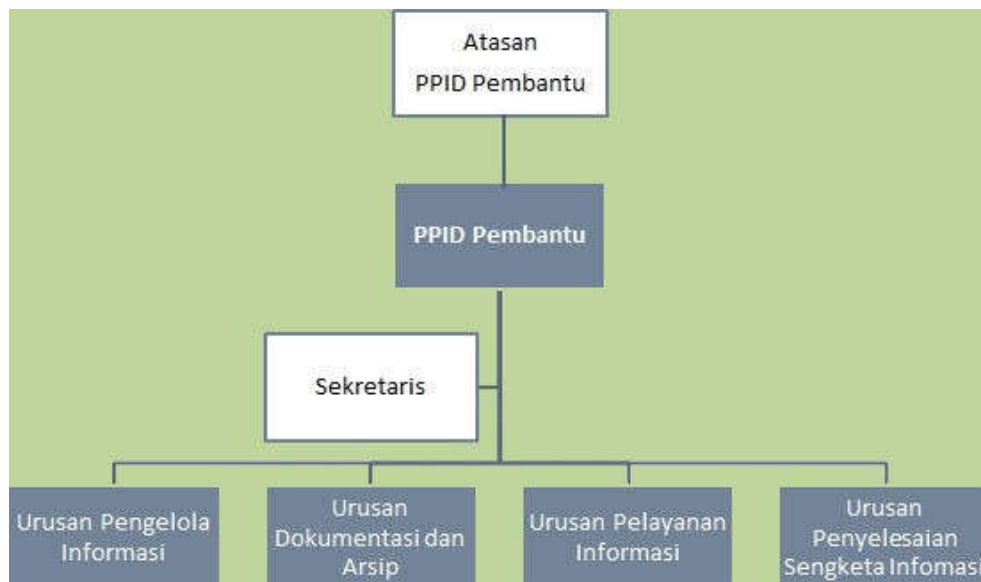 Atasan
PPID Pembantu
PPID Pembantu
Sekretaris
Urusan Pengelola
Informasi
Urusan
Dokumentasi dan
Arsip
Urusan Pelayanan
Informasi
Urusan
Penyelesaian
Sengketa Infomasi